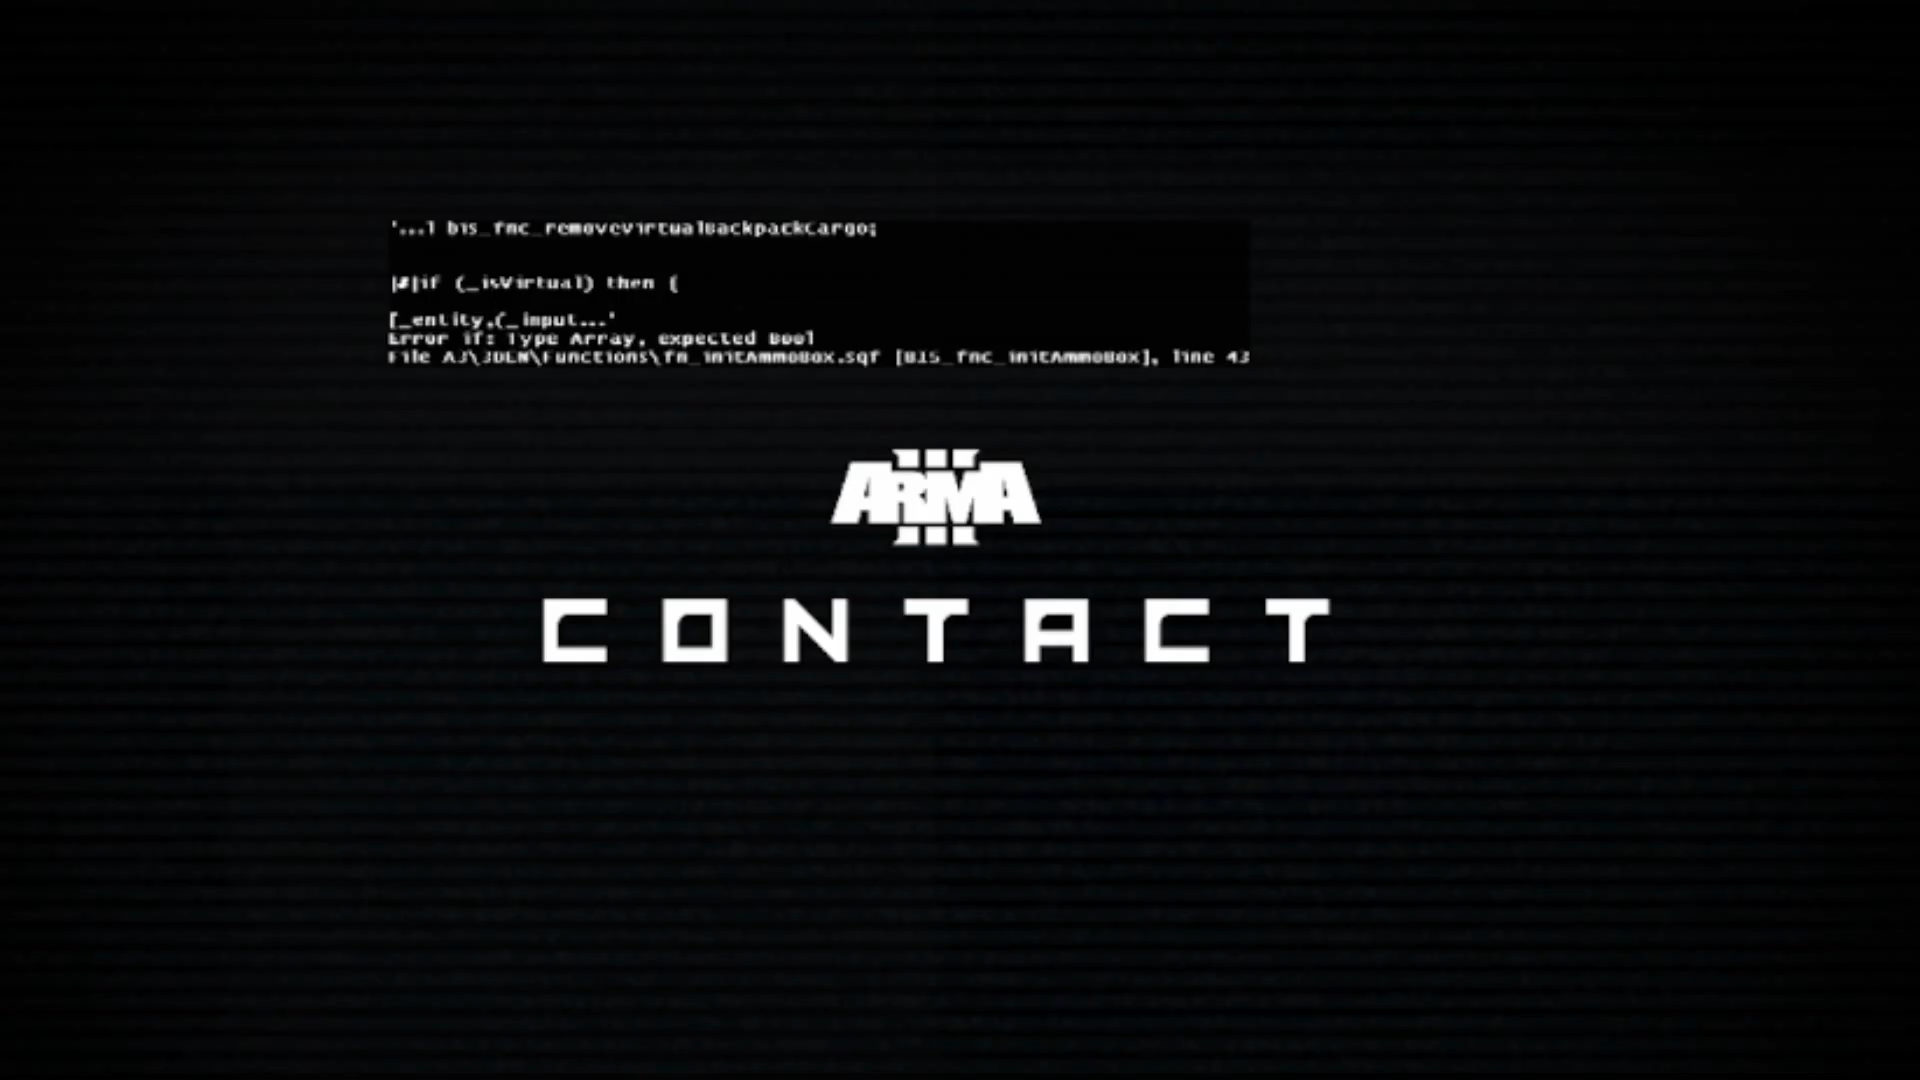 '...] bis_fnc_removeVirtualBackpackCargo;
|#|if (_isVirtual) then {
[_entity,(_input...'
Error if: Type Array, expected Bool
File A3\3DEN\Functions\fn_initAmmoBox.sqf [BIS_fnc_initAmmoBox], line 43
ARMA III
CONTACT